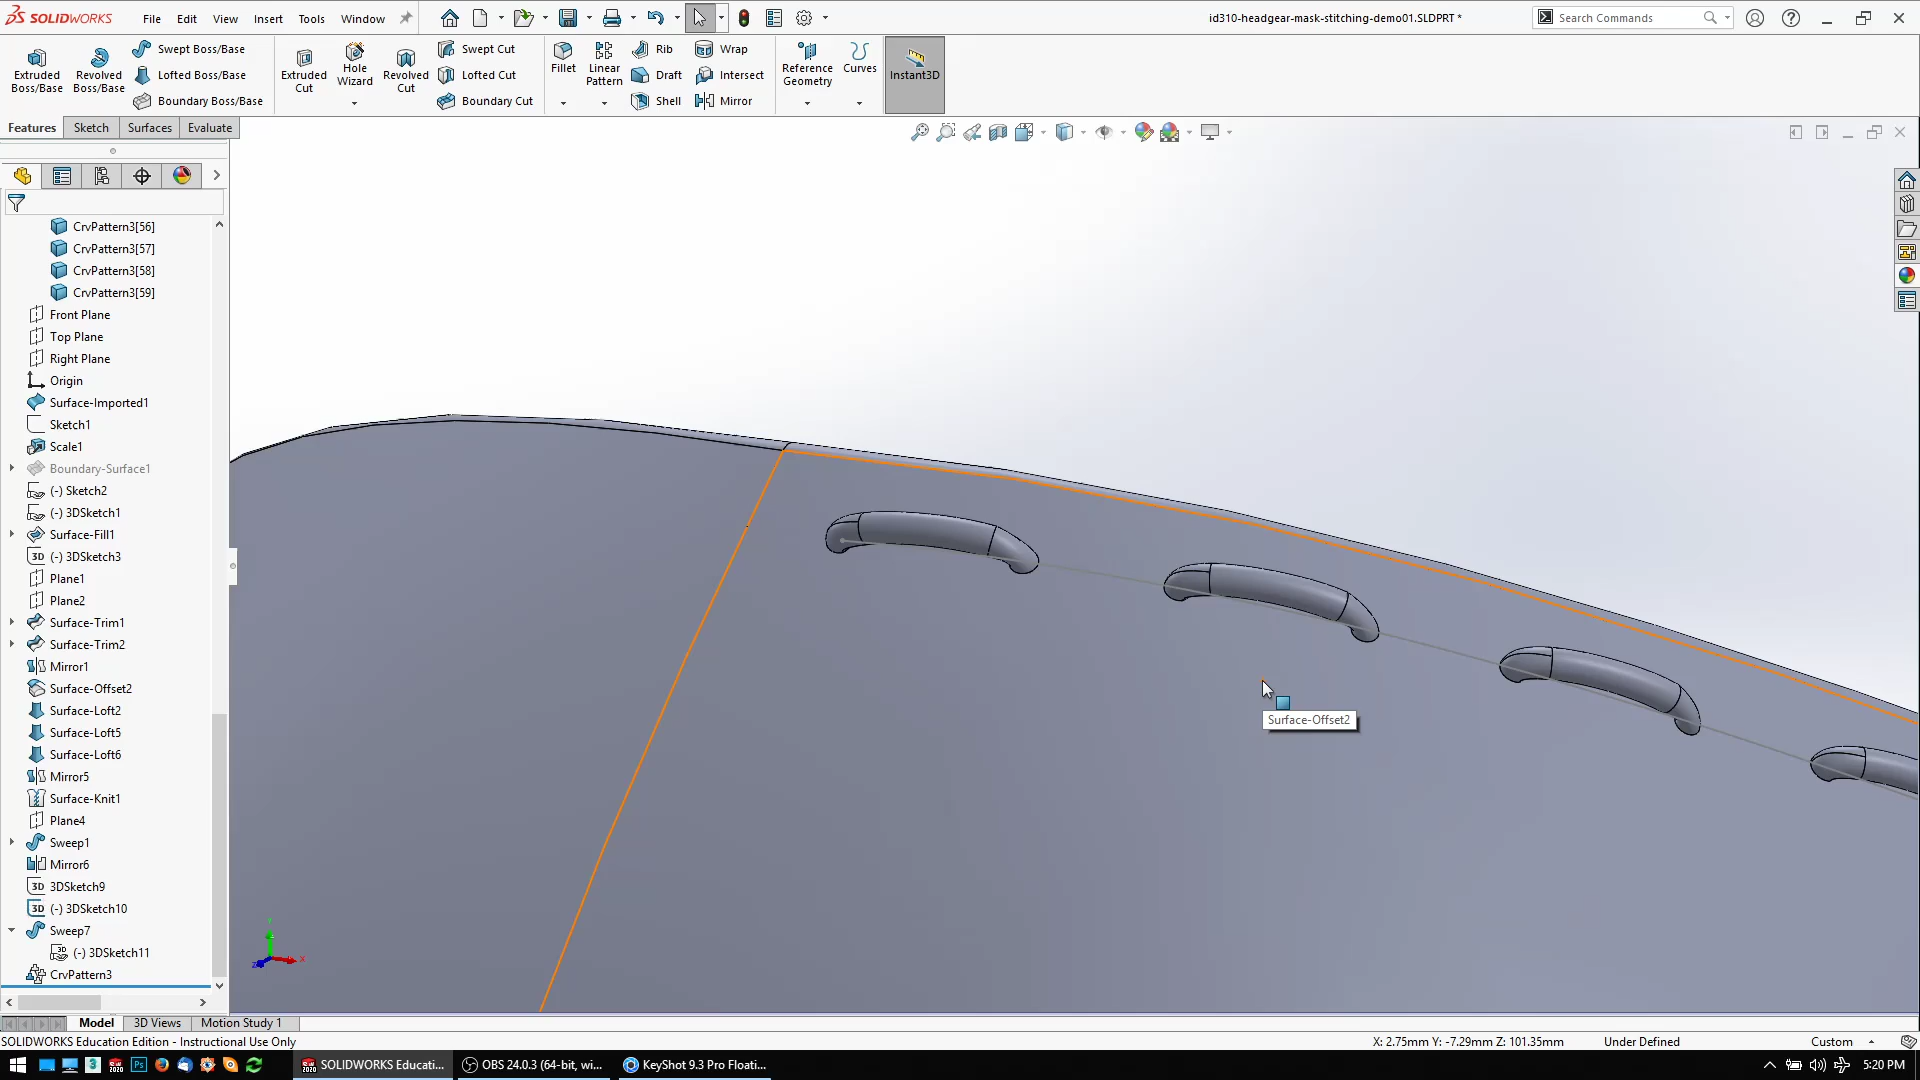 SOLIDWORKS
File
Edit
View
Insert
Tools
Window
id310-headgear-mask-stitching-demo01.SLDPRT *
Search Commands
Extruded Boss/Base
Revolved Boss/Base
Swept Boss/Base
Lofted Boss/Base
Boundary Boss/Base
Extruded Cut
Hole Wizard
Revolved Cut
Swept Cut
Lofted Cut
Boundary Cut
Fillet
Linear Pattern
Rib
Draft
Shell
Wrap
Intersect
Mirror
Reference Geometry
Curves
Instant3D
Features
Sketch
Surfaces
Evaluate
CrvPattern3[56]
CrvPattern3[57]
CrvPattern3[58]
CrvPattern3[59]
Front Plane
Top Plane
Right Plane
Origin
Surface-Imported1
Sketch1
Scale1
Boundary-Surface1
(-) Sketch2
(-) 3DSketch1
Surface-Fill1
3D (-) 3DSketch3
Plane1
Plane2
Surface-Trim1
Surface-Trim2
Mirror1
Surface-Offset2
Surface-Loft2
Surface-Loft5
Surface-Loft6
Mirror5
Surface-Knit1
Plane4
Sweep1
Mirror6
3D 3DSketch9
3D (-) 3DSketch10
Sweep7
3D (-) 3DSketch11
CrvPattern3
Surface-Offset2
Model
3D Views
Motion Study 1
SOLIDWORKS Education Edition - Instructional Use Only
X: 2.75mm Y: -7.29mm Z: 101.35mm
Under Defined
Custom
SOLIDWORKS Educati...
OBS 24.0.3 (64-bit, wi...
KeyShot 9.3 Pro Floati...
5:20 PM